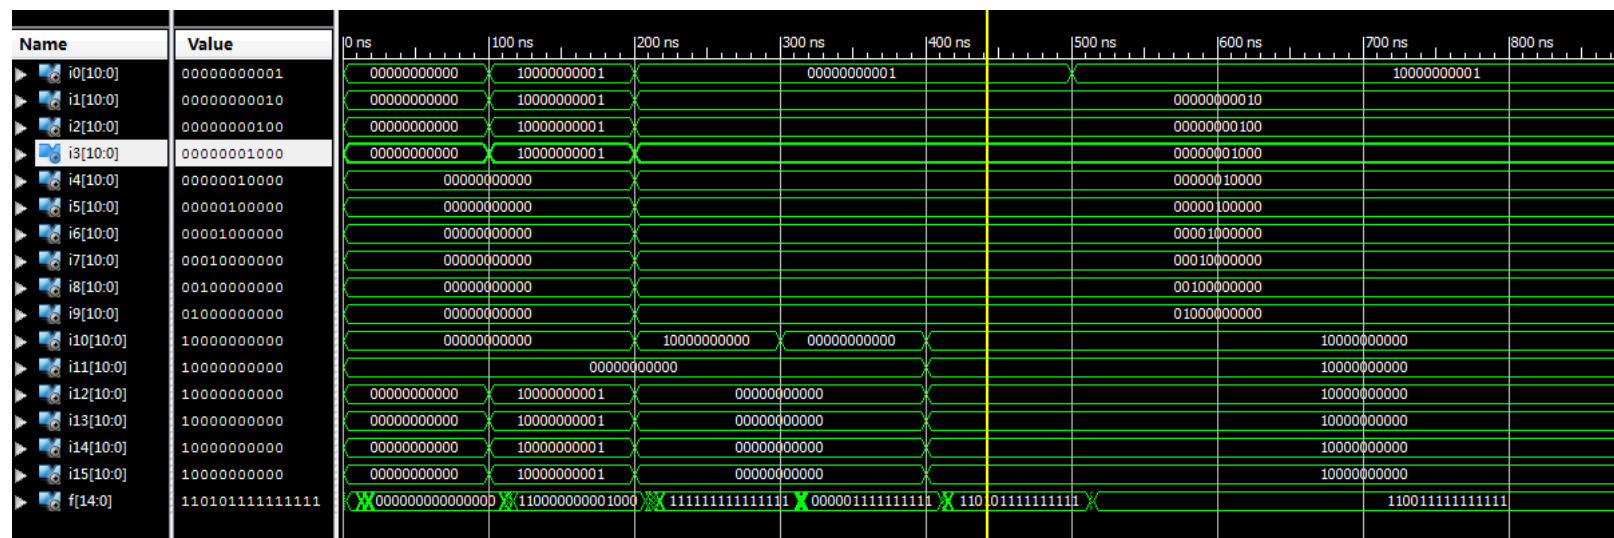 Name Value 0 ns 100 ns 200 ns 300 ns 400 ns 500 ns 600 ns 700 ns 800 ns
i0[10:0] 00000000001 00000000000 10000000001 00000000001 10000000001
i1[10:0] 00000000010 00000000000 10000000001 00000000010
i2[10:0] 00000000100 00000000000 10000000001 00000000100
i3[10:0] 00000001000 00000000000 10000000001 00000001000
i4[10:0] 00000010000 00000000000 00000010000
i5[10:0] 00000100000 00000000000 00000100000
i6[10:0] 00001000000 00000000000 00001000000
i7[10:0] 00010000000 00000000000 00010000000
i8[10:0] 00100000000 00000000000 00100000000
i9[10:0] 01000000000 00000000000 01000000000
i10[10:0] 10000000000 00000000000 10000000000 00000000000 10000000000
i11[10:0] 10000000000 00000000000 10000000000
i12[10:0] 10000000000 00000000000 10000000001 00000000000 10000000000
i13[10:0] 10000000000 00000000000 10000000001 00000000000 10000000000
i14[10:0] 10000000000 00000000000 10000000001 00000000000 10000000000
i15[10:0] 10000000000 00000000000 10000000001 00000000000 10000000000
f[14:0] 110101111111111 000000000000000 110000000001000 111111111111111 000001111111111 110101111111111 110011111111111